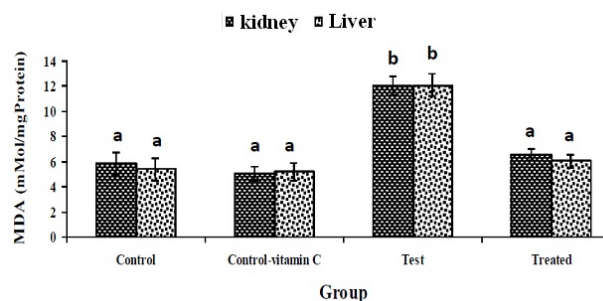 kidney Liver
MDA (mMol/mgProtein)
14
12
10
8
6
4
2
0
a a
a a
b b
a a
Control Control-vitamin C Test Treated
Group